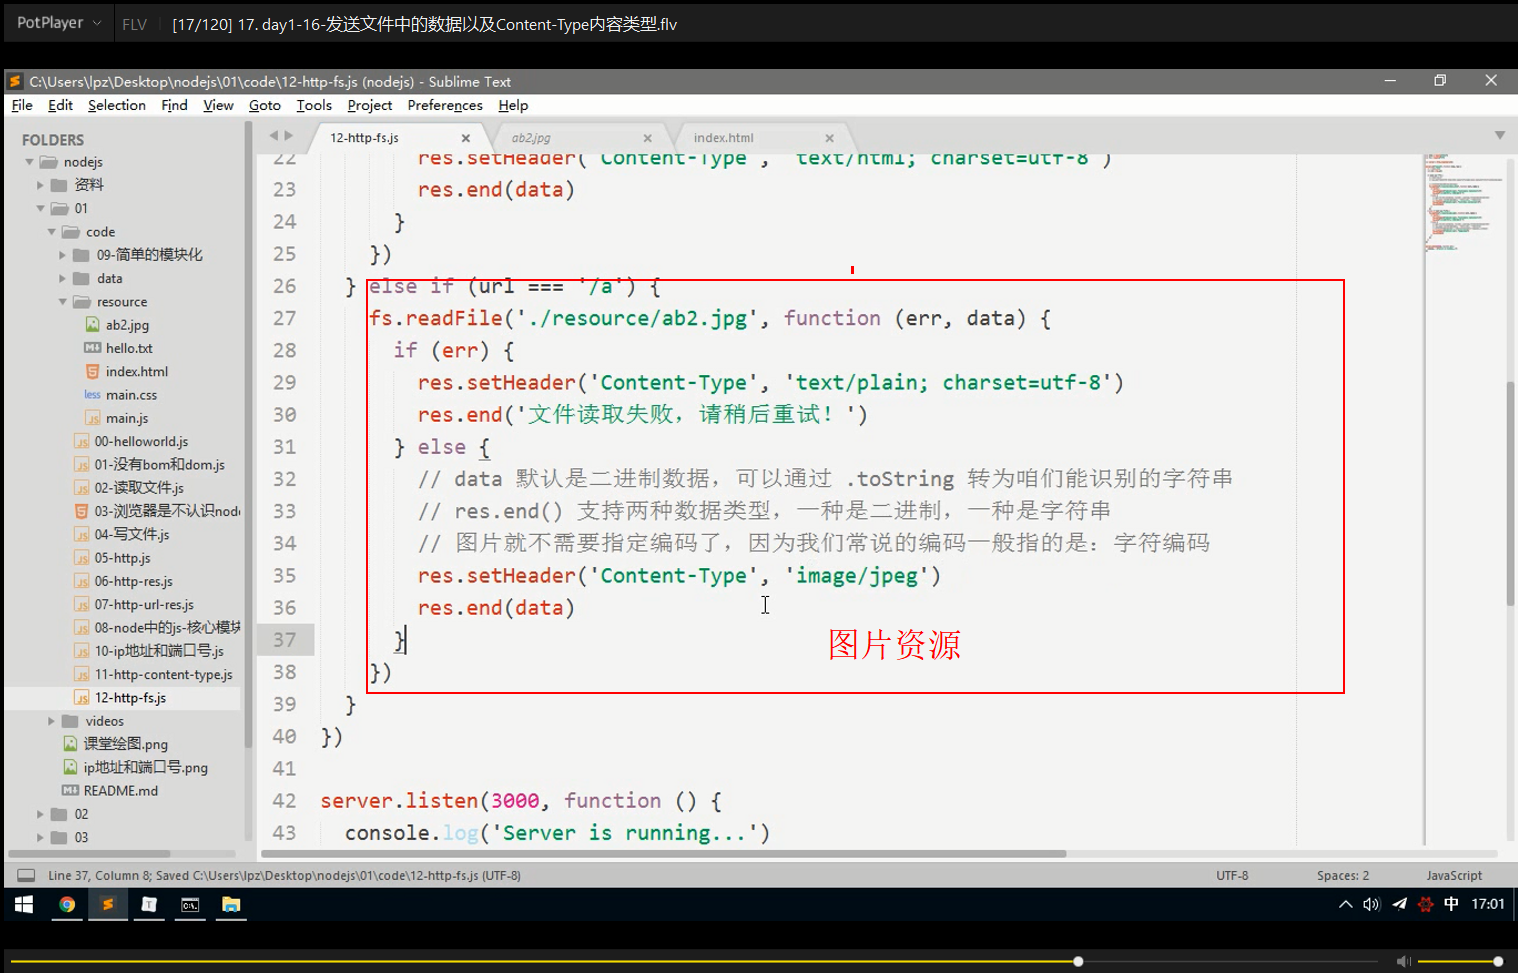 PotPlayer FLV [17/120] 17. day1-16-发送文件中的数据以及Content-Type内容类型.flv
C:\Users\lpz\Desktop\nodejs\01\code\12-http-fs.js (nodejs) - Sublime Text
File Edit Selection Find View Goto Tools Project Preferences Help
FOLDERS
nodejs
资料
01
code
09-简单的模块化
data
resource
ab2.jpg
hello.txt
index.html
less main.css
main.js
00-helloworld.js
01-没有bom和dom.js
02-读取文件.js
03-浏览器是不认识node
04-写文件.js
05-http.js
06-http-res.js
07-http-url-res.js
08-node中的js-核心模块
10-ip地址和端口号.js
11-http-content-type.js
12-http-fs.js
videos
课堂绘图.png
ip地址和端口号.png
README.md
02
03
12-http-fs.js ab2.jpg index.html
22 res.setHeader('Content-Type', 'text/html; charset=utf-8')
23 res.end(data)
24 }
25 })
26 } else if (url === '/a') {
27 fs.readFile('./resource/ab2.jpg', function (err, data) {
28 if (err) {
29 res.setHeader('Content-Type', 'text/plain; charset=utf-8')
30 res.end('文件读取失败，请稍后重试！')
31 } else {
32 // data 默认是二进制数据，可以通过 .toString 转为咱们能识别的字符串
33 // res.end() 支持两种数据类型，一种是二进制，一种是字符串
34 // 图片就不需要指定编码了，因为我们常说的编码一般指的是：字符编码
35 res.setHeader('Content-Type', 'image/jpeg')
36 res.end(data)
37 }
图片资源
38 })
39 }
40 })
41
42 server.listen(3000, function () {
43 console.log('Server is running...')
Line 37, Column 8; Saved C:\Users\lpz\Desktop\nodejs\01\code\12-http-fs.js (UTF-8) UTF-8 Spaces: 2 JavaScript
中 17:01